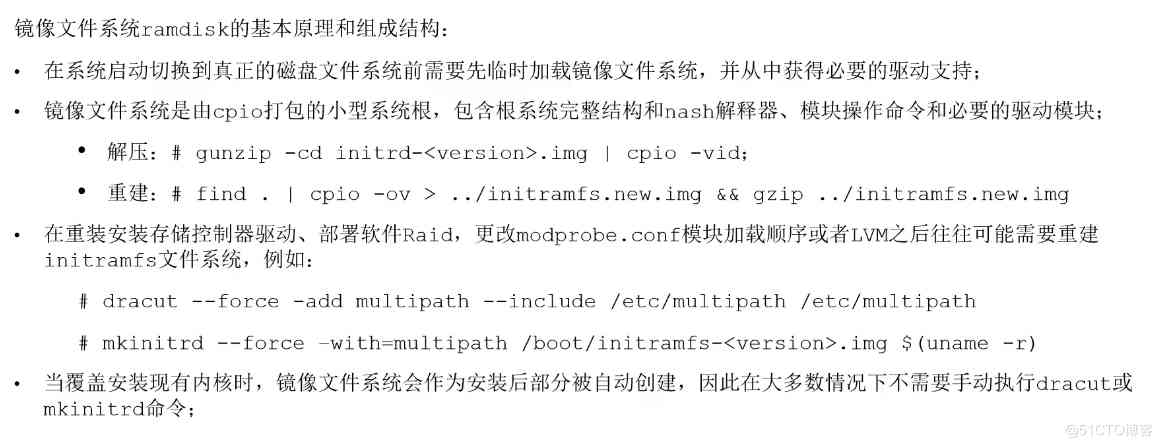 镜像文件系统ramdisk的基本原理和组成结构:
• 在系统启动切换到真正的磁盘文件系统前需要先临时加载镜像文件系统，并从中获得必要的驱动支持;
• 镜像文件系统是由cpio打包的小型系统根，包含根系统完整结构和nash解释器、模块操作命令和必要的驱动模块;
• 解压: # gunzip -cd initrd-<version>.img | cpio -vid;
• 重建: # find . | cpio -ov > ../initramfs.new.img && gzip ../initramfs.new.img
• 在重装安装存储控制器驱动、部署软件Raid，更改modprobe.conf模块加载顺序或者LVM之后往往可能需要重建
initramfs文件系统，例如:
# dracut --force -add multipath --include /etc/multipath /etc/multipath
# mkinitrd --force –with=multipath /boot/initramfs-<version>.img $(uname -r)
• 当覆盖安装现有内核时，镜像文件系统会作为安装后部分被自动创建，因此在大多数情况下不需要手动执行dracut或
mkinitrd命令;
@51CTO博客